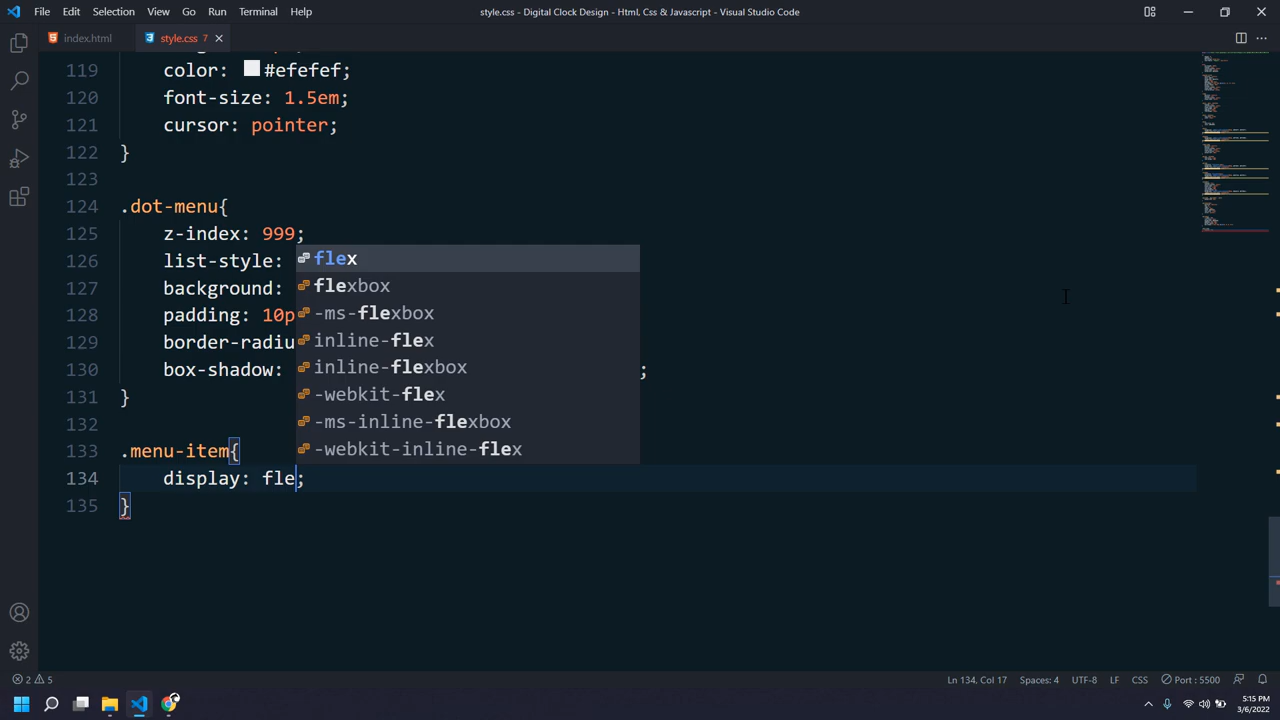 File Edit Selection View Go Run Terminal Help
style.css - Digital Clock Design - Html, Css & Javascript - Visual Studio Code
index.html
style.css 7
119 color: #efefef;
120 font-size: 1.5em;
121 cursor: pointer;
122 }
123
124 .dot-menu{
125 z-index: 999;
126 list-style:
127 background:
128 padding: 10p
129 border-radiu
130 box-shadow: ;
131 }
132
133 .menu-item{
134 display: fle;
135 }
flex
flexbox
-ms-flexbox
inline-flex
inline-flexbox
-webkit-flex
-ms-inline-flexbox
-webkit-inline-flex
2 5
Ln 134, Col 17 Spaces: 4 UTF-8 LF CSS Port : 5500
5:15 PM
3/6/2022